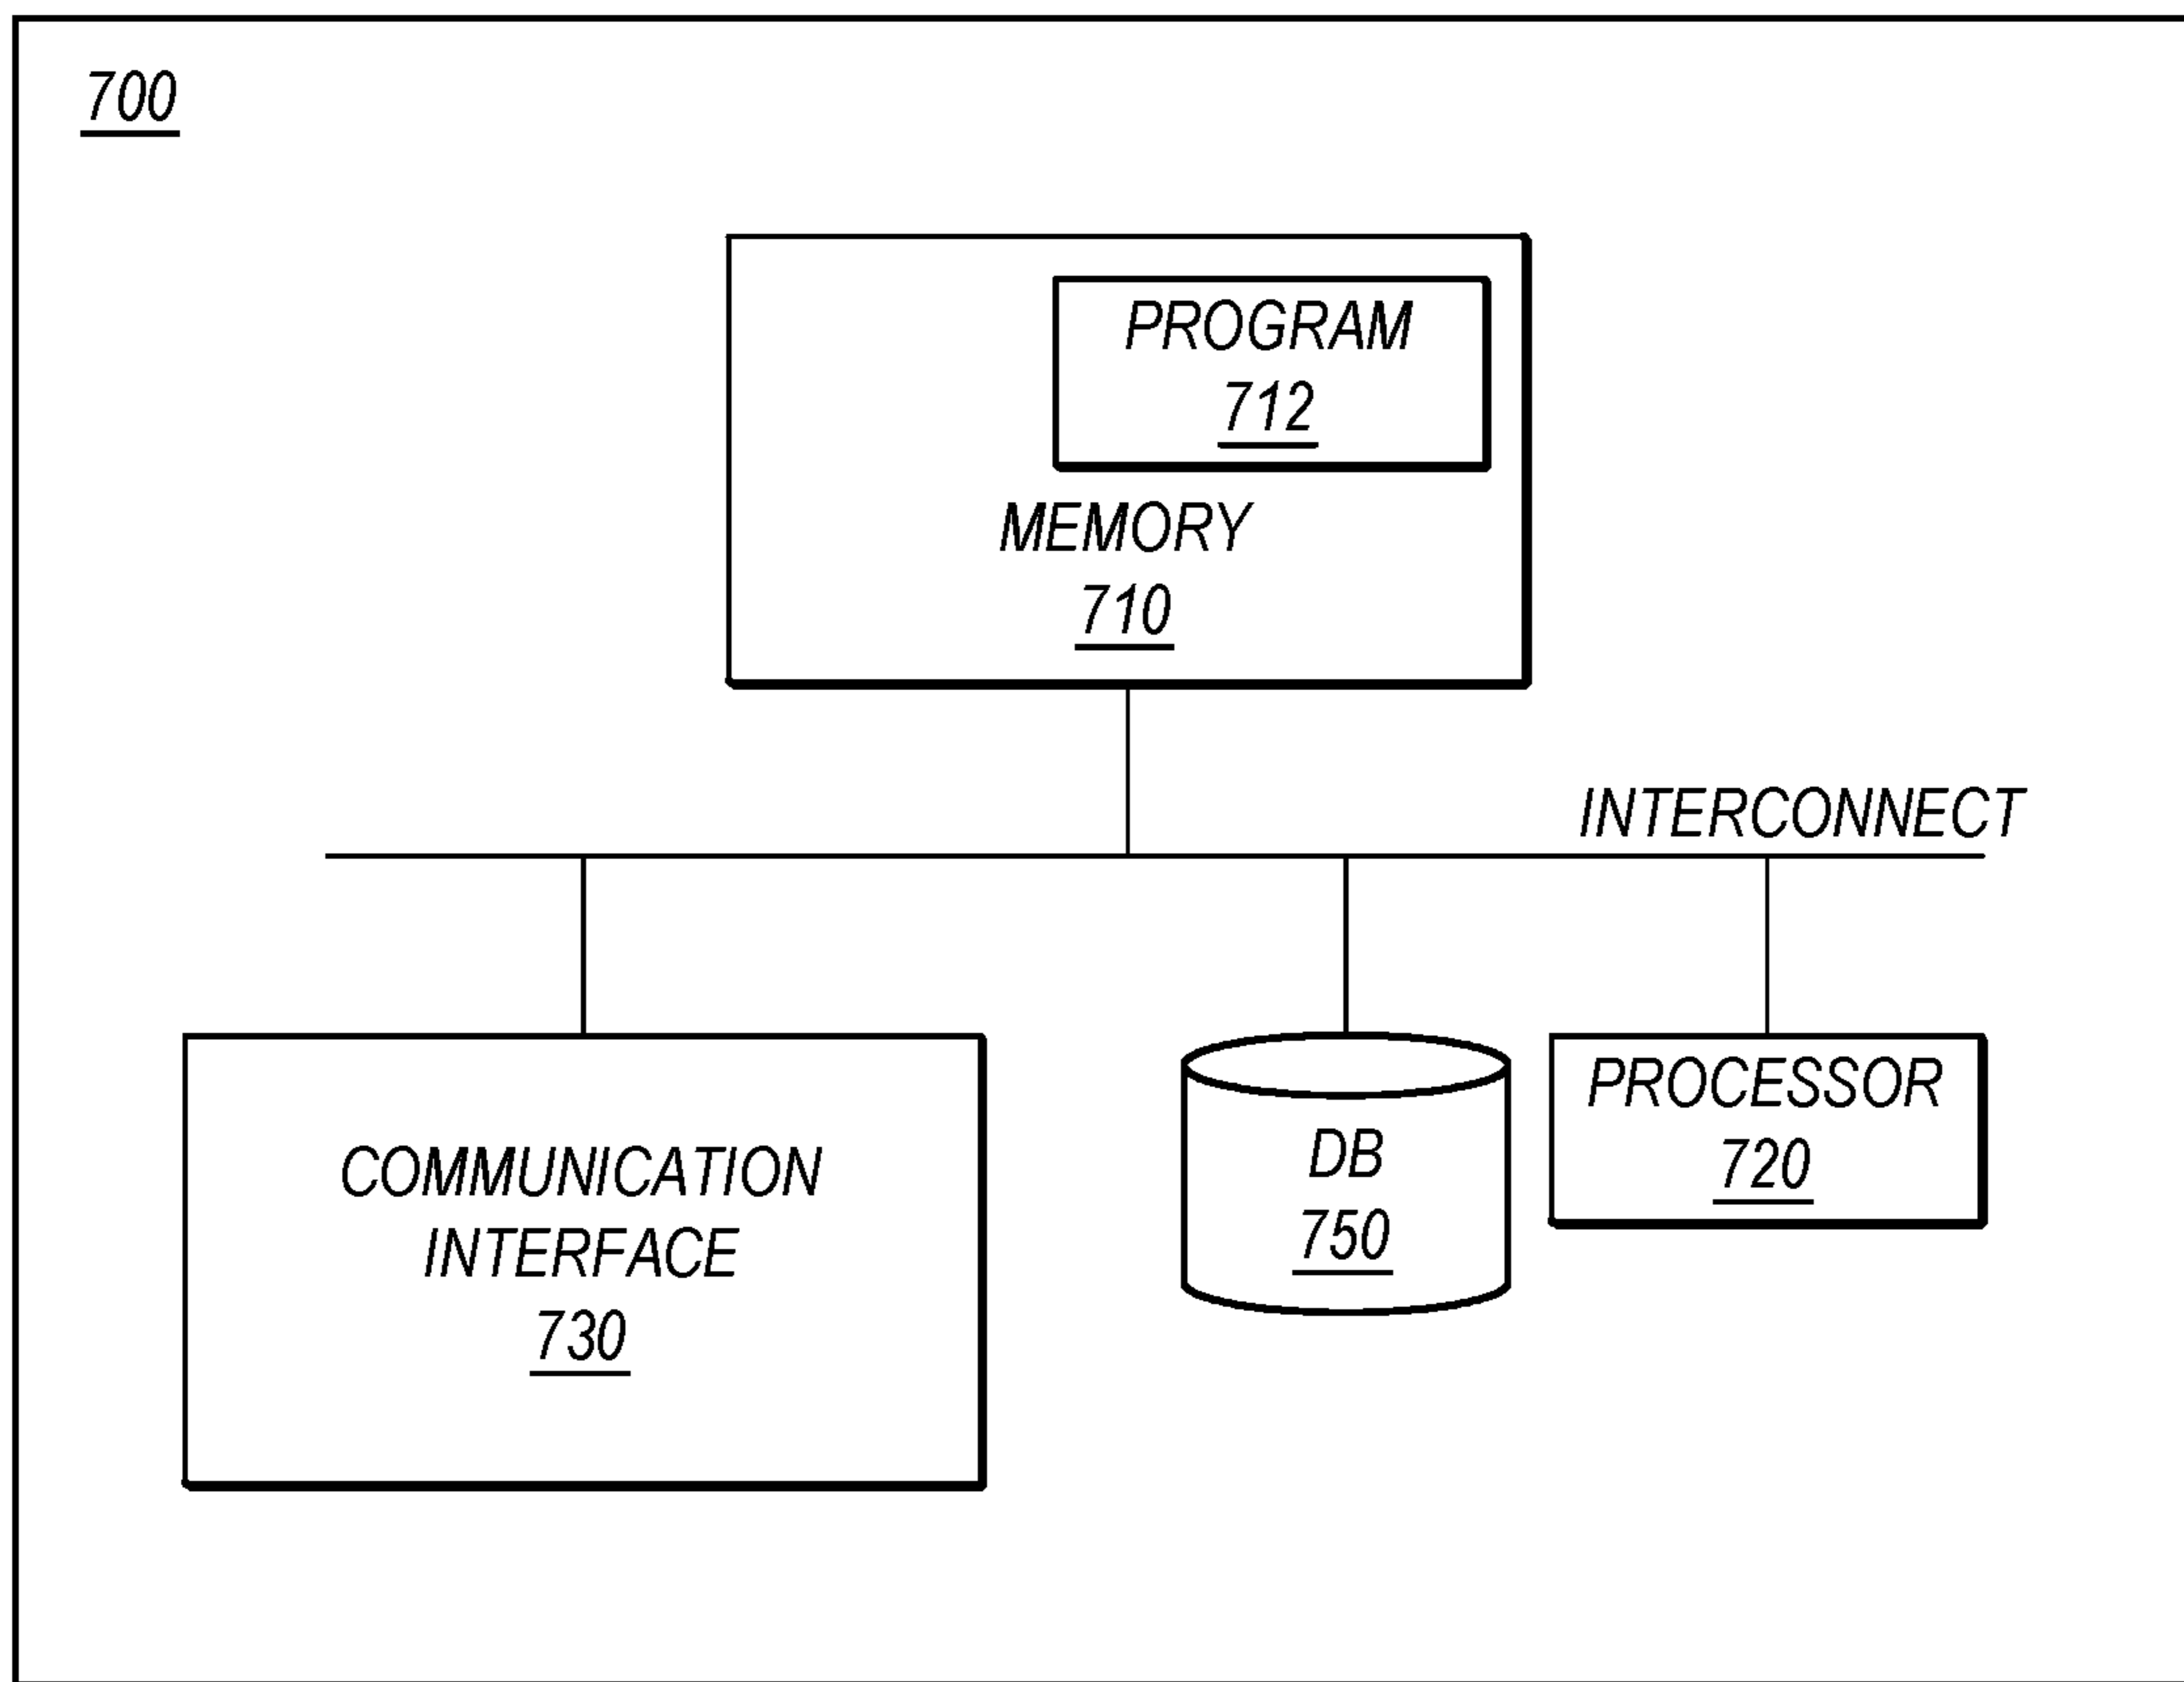 700
PROGRAM
712
MEMORY
710
INTERCONNECT
COMMUNICATION
INTERFACE
730
DB
750
PROCESSOR
720